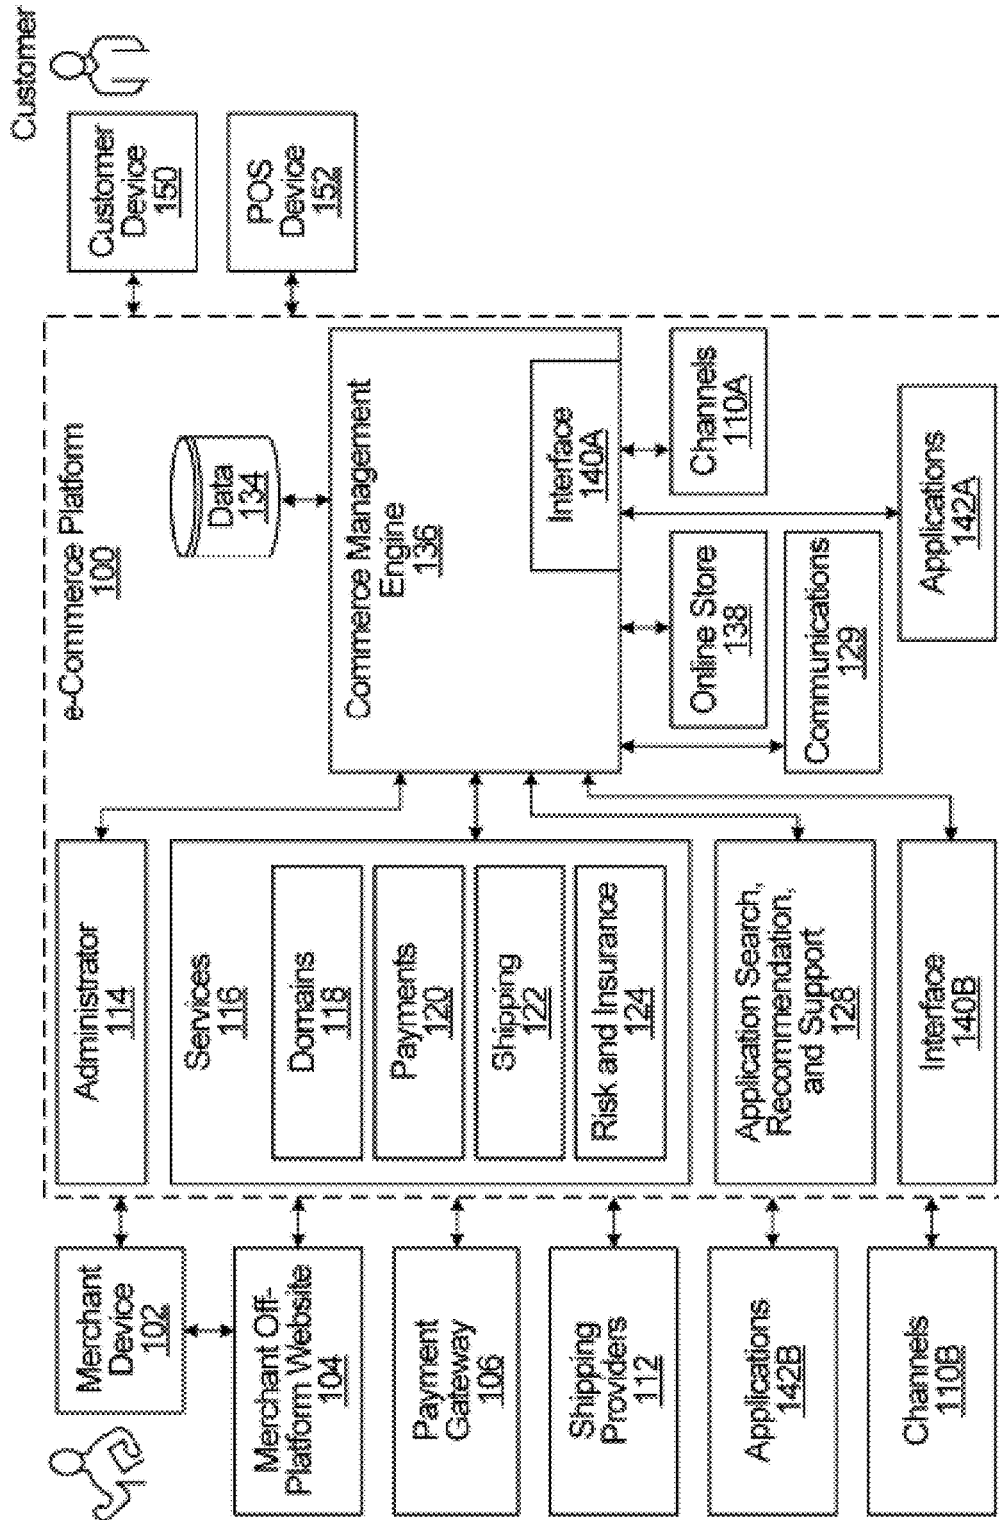 Customer
Customer
Device
150
POS
Device
152
e-Commerce Platform
100
Data
134
Commerce Management
Engine
136
Interface
140A
Channels
110A
Online Store
138
Applications
142A
Communications
129
Administrator
114
Services
116
Domains
118
Payments
120
Shipping
122
Risk and Insurance
124
Application Search,
Recommendation,
and Support
128
Interface
140B
Merchant
Device
102
Merchant Off-
Platform Website
104
Payment
Gateway
106
Shipping
Providers
112
Applications
142B
Channels
110B